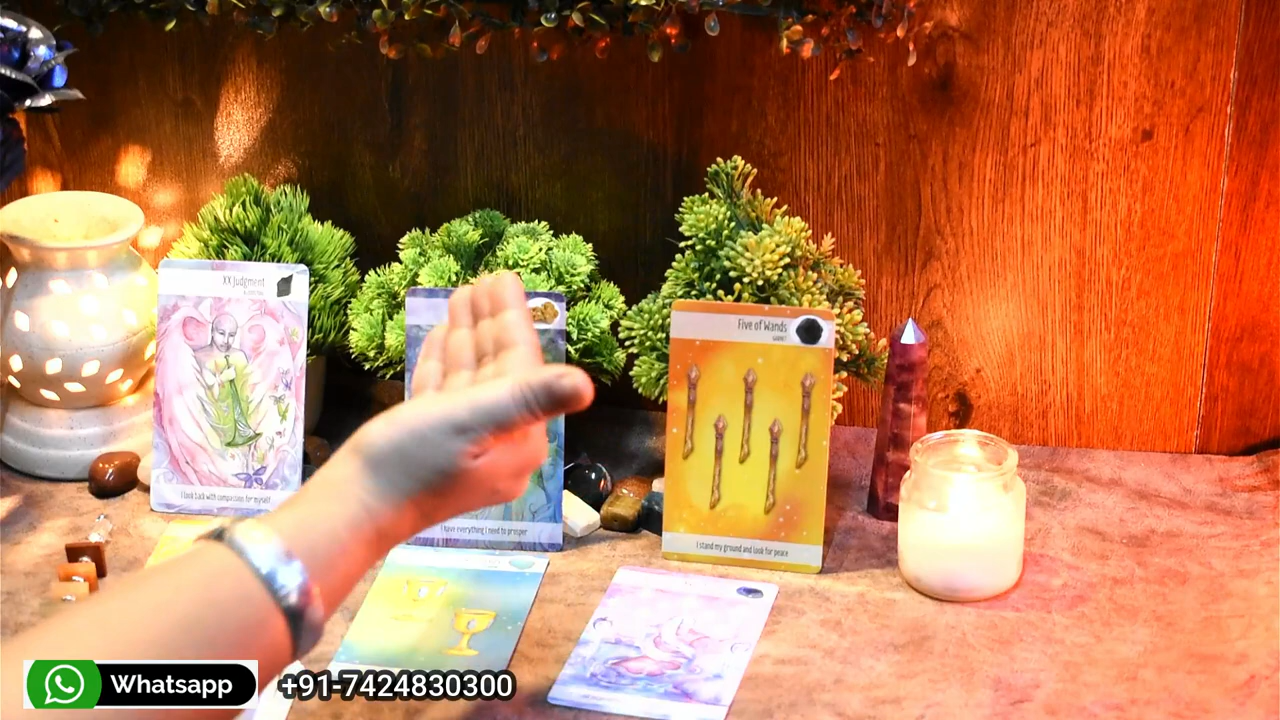 XX Judgment
I look back with compassion for myself
I have everything I need to prosper
Five of Wands
I stand my ground and look for peace
Whatsapp
+91-7424830300